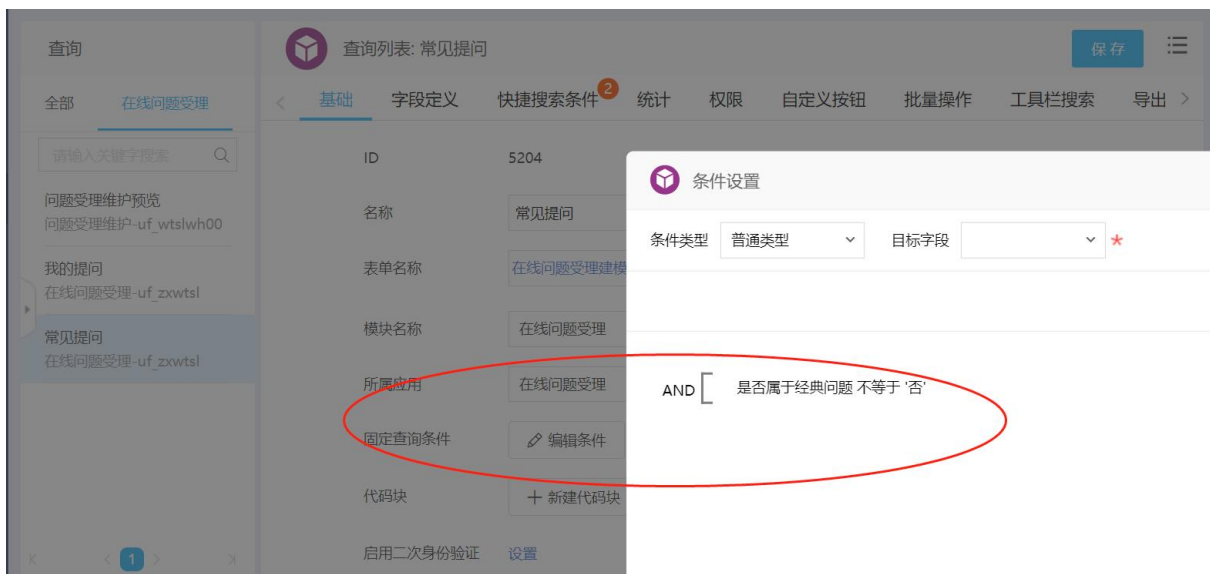 查询
查询列表: 常见提问
保存
全部
在线问题受理
基础
字段定义
快捷搜索条件
2
统计
权限
自定义按钮
批量操作
工具栏搜索
导出
请输入关键字搜索
问题受理维护预览
问题受理维护-uf_wtslwh00
我的提问
在线问题受理-uf_zxwtsl
常见提问
在线问题受理-uf_zxwtsl
1
ID
5204
名称
常见提问
表单名称
在线问题受理建模
模块名称
在线问题受理
所属应用
在线问题受理
固定查询条件
编辑条件
代码块
新建代码块
启用二次身份验证
设置
条件设置
条件类型
普通类型
目标字段
*
AND
是否属于经典问题 不等于 '否'